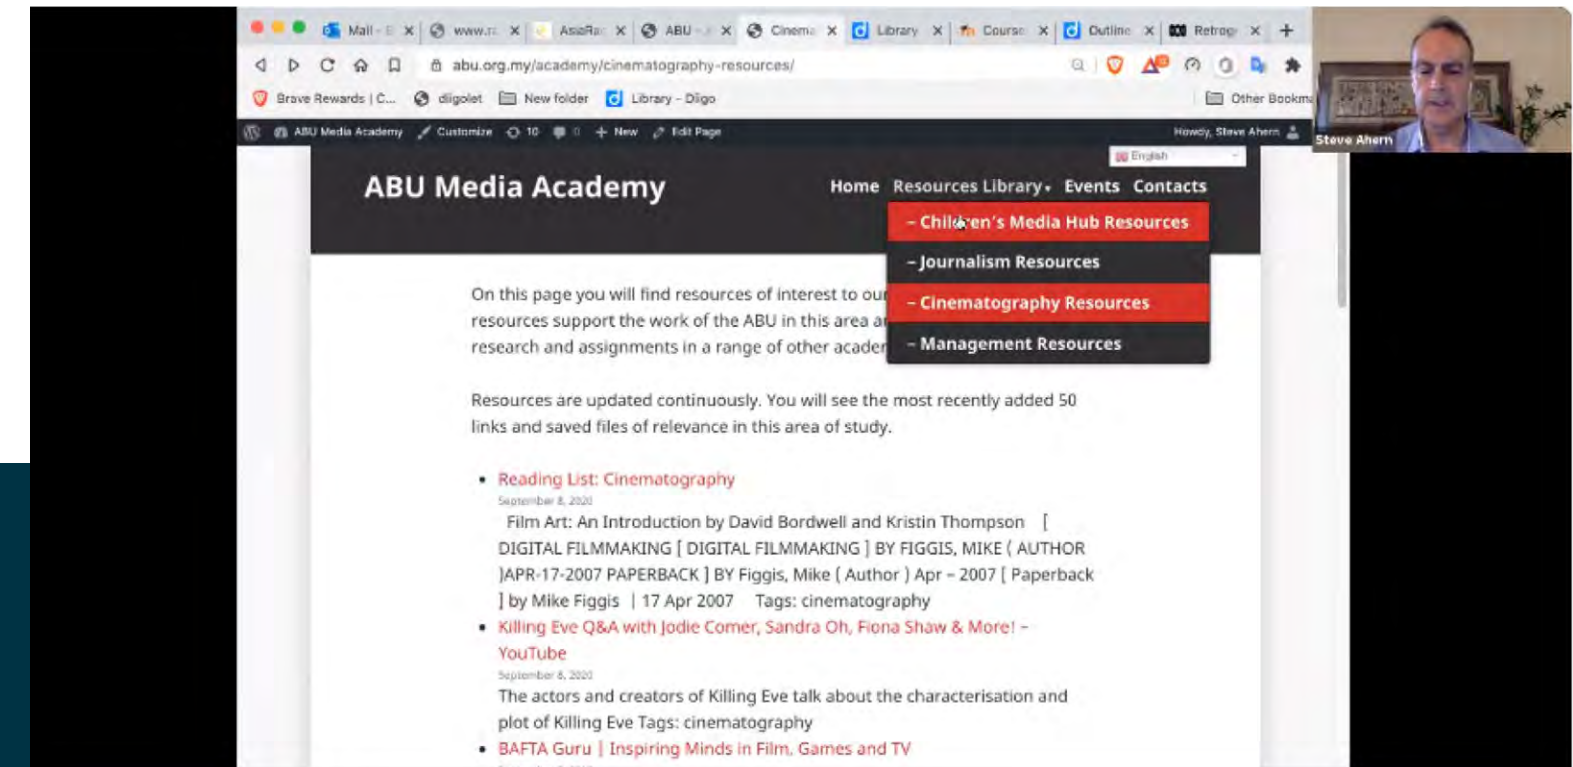 Mail - E
www.ra
AsiaRa
ABU -
Cinema
Library
Course
Outline
Retrog
abu.org.my/academy/cinematography-resources/
Brave Rewards | C...
diigolet
New folder
Library - Diigo
Other Bookma
ABU Media Academy
Customize
10
0
New
Edit Page
Howdy, Steve Ahern
Steve Ahern
English
ABU Media Academy
Home
Resources Library
Events
Contacts
– Children's Media Hub Resources
– Journalism Resources
– Cinematography Resources
– Management Resources
On this page you will find resources of interest to ou
resources support the work of the ABU in this area a
research and assignments in a range of other acade
Resources are updated continuously. You will see the most recently added 50
links and saved files of relevance in this area of study.
• Reading List: Cinematography
September 8, 2020
Film Art: An Introduction by David Bordwell and Kristin Thompson [
DIGITAL FILMMAKING [ DIGITAL FILMMAKING ] BY FIGGIS, MIKE ( AUTHOR
)APR-17-2007 PAPERBACK ] BY Figgis, Mike ( Author ) Apr – 2007 [ Paperback
] by Mike Figgis | 17 Apr 2007 Tags: cinematography
• Killing Eve Q&A with Jodie Comer, Sandra Oh, Fiona Shaw & More! –
YouTube
September 8, 2020
The actors and creators of Killing Eve talk about the characterisation and
plot of Killing Eve Tags: cinematography
• BAFTA Guru | Inspiring Minds in Film, Games and TV